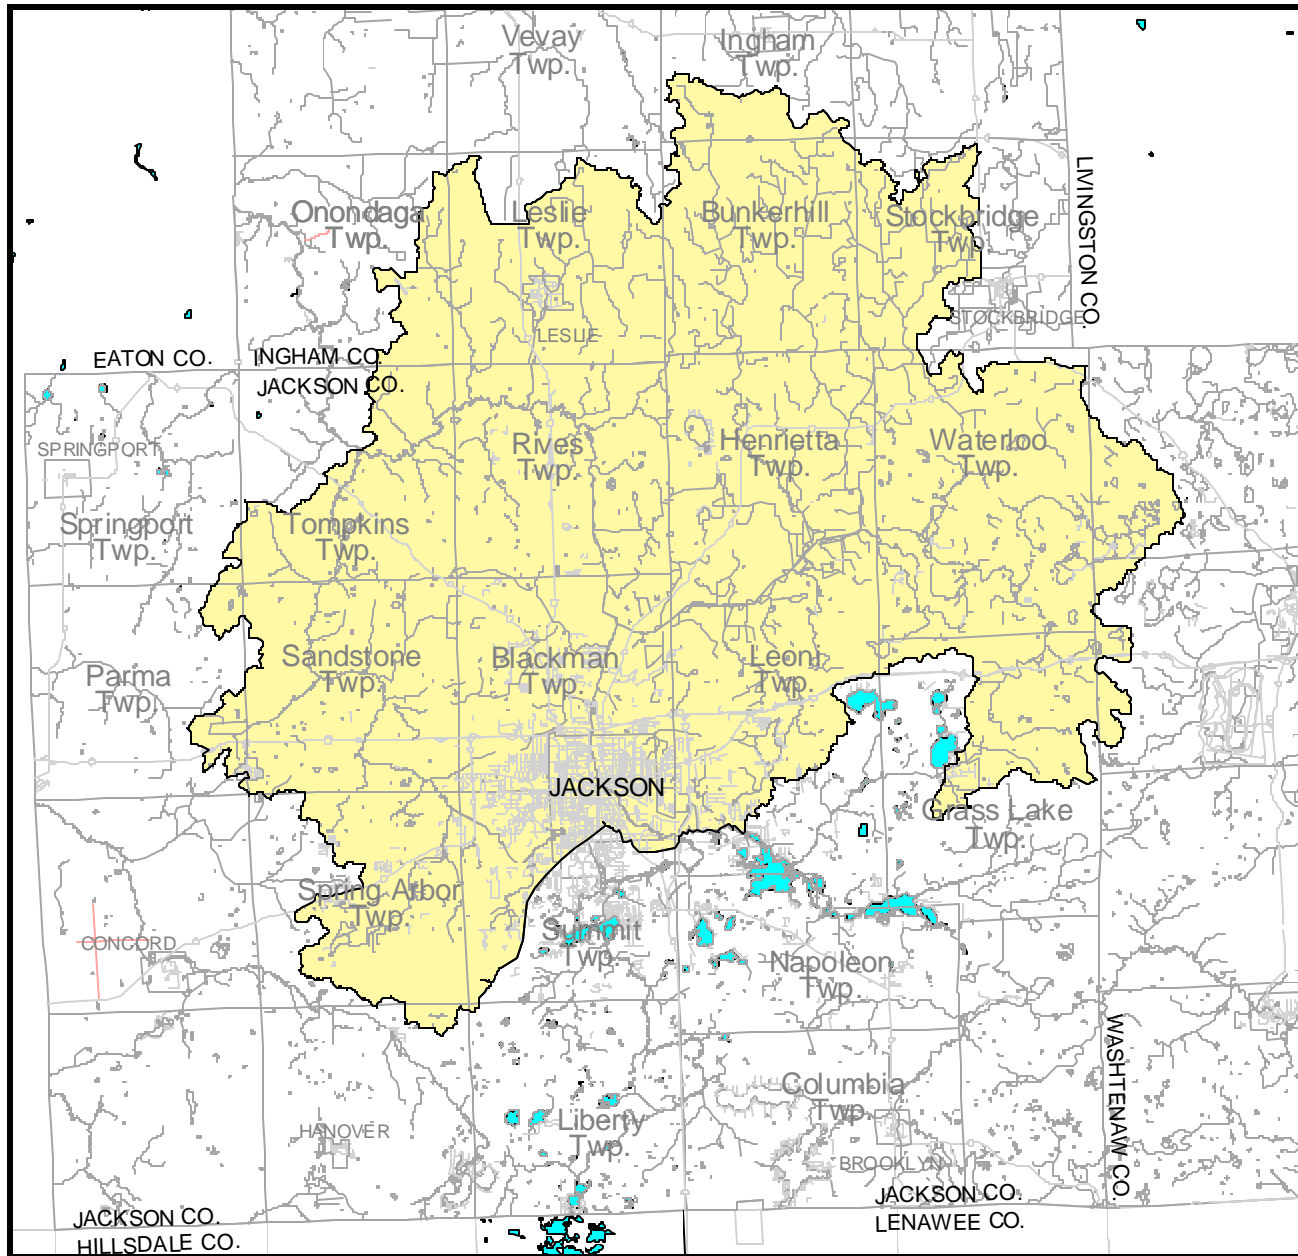 Vevay
Twp.
Ingham
Twp.
LIVINGSTON CO.
Onondaga
Twp.
Leslie
Twp.
Bunkerhill
Twp.
Stockbridge
Twp.
STOCKBRIDGE
LESLIE
EATON CO.
INGHAM CO.
JACKSON CO.
SPRINGPORT
Rives
Twp.
Henrietta
Twp.
Waterloo
Twp.
Springport
Twp.
Tompkins
Twp.
Parma
Twp.
Sandstone
Twp.
Blackman
Twp.
Leoni
Twp.
JACKSON
Grass Lake
Twp.
Spring Arbor
Twp.
Summit
Twp.
CONCORD
Napoleon
Twp.
WASHTENAW CO.
Columbia
Twp.
Liberty
Twp.
HANOVER
BROOKLYN
JACKSON CO.
LENAWEE CO.
JACKSON CO.
HILLSDALE CO.